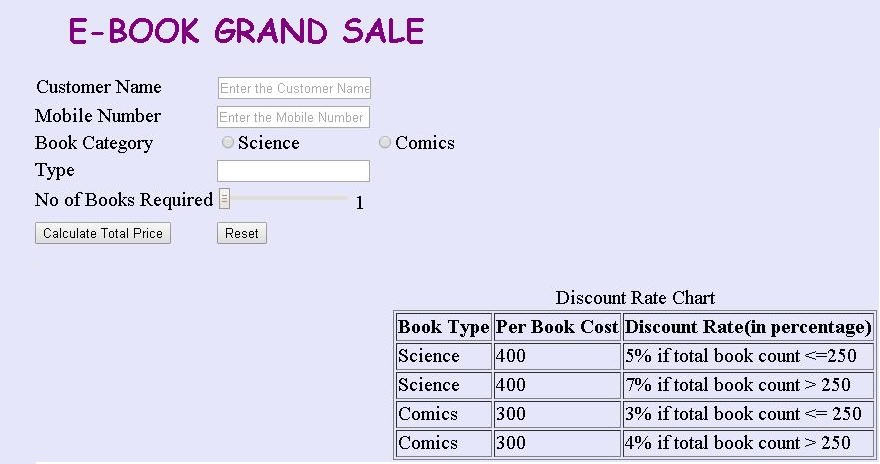 E-BOOK GRAND SALE
Customer Name Enter the Customer Name
Mobile Number Enter the Mobile Number
Book Category Science Comics
Type
No of Books Required 1
Calculate Total Price Reset
Discount Rate Chart
Book Type Per Book Cost Discount Rate(in percentage)
Science 400 5% if total book count <=250
Science 400 7% if total book count > 250
Comics 300 3% if total book count <= 250
Comics 300 4% if total book count > 250